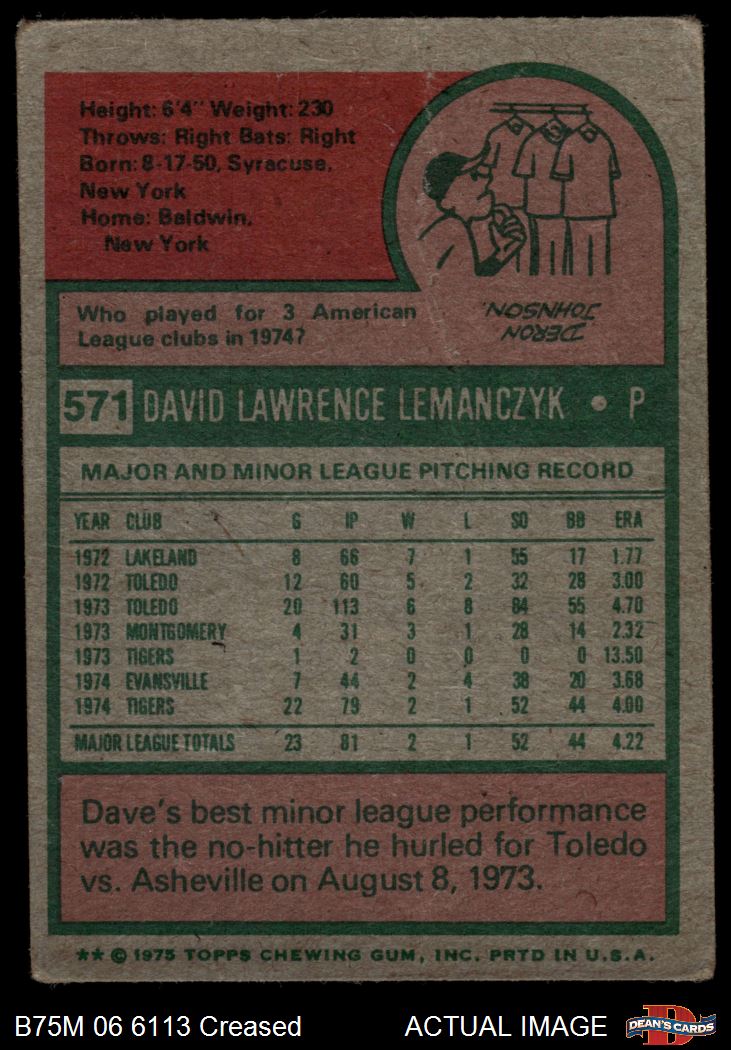 Height: 6'4" Weight: 230
Throws: Right Bats: Right
Born: 8-17-50, Syracuse,
New York
Home: Baldwin,
New York
Who played for 3 American
League clubs in 1974?
DERON
JOHNSON.
571 DAVID LAWRENCE LEMANCZYK • P
MAJOR AND MINOR LEAGUE PITCHING RECORD
YEAR CLUB G IP W L SO BB ERA
1972 LAKELAND 8 66 7 1 55 17 1.77
1972 TOLEDO 12 60 5 2 32 28 3.00
1973 TOLEDO 20 113 6 8 64 55 4.70
1973 MONTGOMERY 4 31 3 1 28 14 2.32
1973 TIGERS 1 2 0 0 0 0 13.50
1974 EVANSVILLE 7 44 2 4 38 20 3.68
1974 TIGERS 22 79 2 1 52 44 4.00
MAJOR LEAGUE TOTALS 23 81 2 1 52 44 4.22
Dave's best minor league performance
was the no-hitter he hurled for Toledo
vs. Asheville on August 8, 1973.
** © 1975 TOPPS CHEWING GUM, INC. PRTD IN U.S.A.
B75M 06 6113 Creased ACTUAL IMAGE DEAN'S CARDS